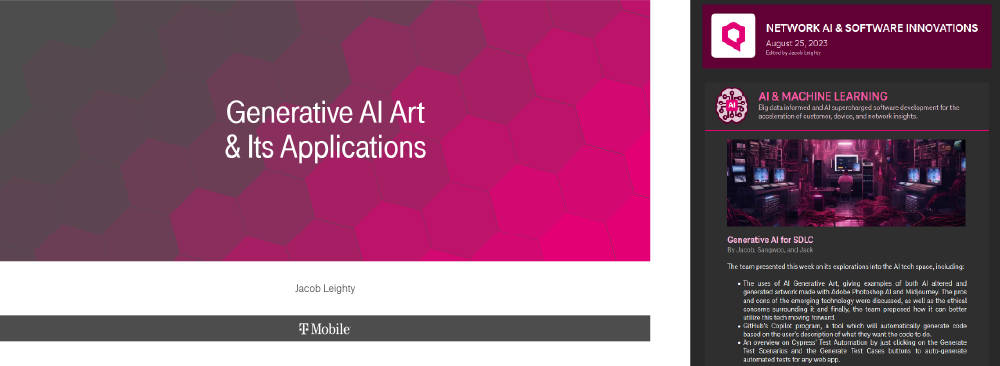 Generative AI Art
& Its Applications
Jacob Leighty
T Mobile
NETWORK AI & SOFTWARE INNOVATIONS
August 25, 2023
Edited by Jacob Leighty
AI
AI & MACHINE LEARNING
Big data informed and AI supercharged software development for the
acceleration of customer, device, and network insights.
Generative AI for SDLC
By Jacob, Sangwoo, and Jack
The team presented this week on its explorations into the AI tech space, including:
• The uses of AI Generative Art, giving examples of both AI altered and
generated artwork made with Adobe Photoshop AI and Midjourney. The pros
and cons of the emerging technology were discussed, as well as the ethical
concerns surrounding it and finally, the team proposed how it can better
utilize this tech moving forward.
• GitHub's Copilot program, a tool which will automatically generate code
based on the user's description of what they want the code to do.
• An overview on Cypress' Test Automation by just clicking on the Generate
Test Scenarios and the Generate Test Cases buttons to auto-generate
automated tests for any web app.